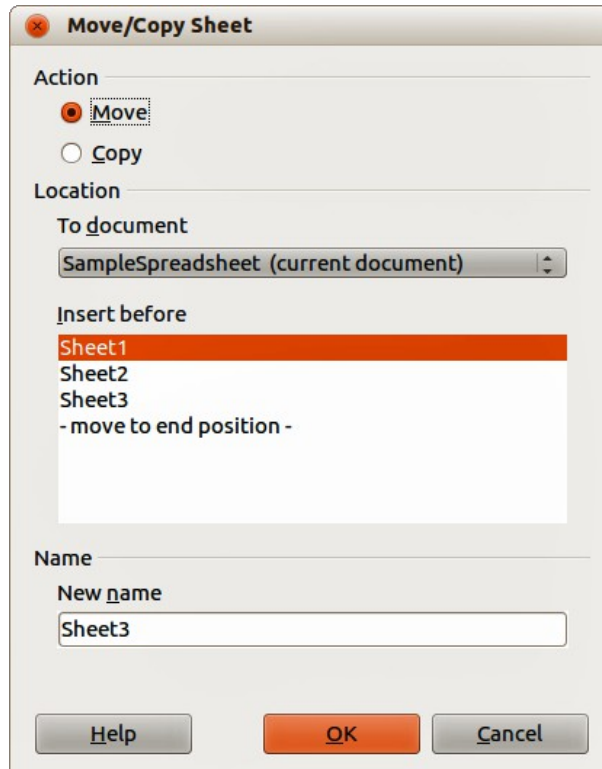 Move/Copy Sheet
Action
Move
Copy
Location
To document
SampleSpreadsheet (current document)
Insert before
Sheet1
Sheet2
Sheet3
- move to end position -
Name
New name
Sheet3
Help OK Cancel